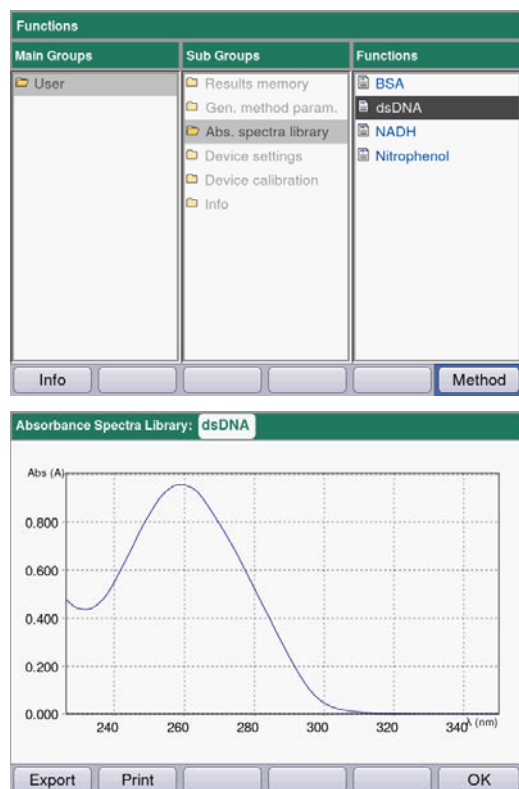 Functions
Main Groups Sub Groups Functions
User Results memory BSA
Gen. method param. dsDNA
Abs. spectra library NADH
Device settings Nitrophenol
Device calibration
Info
Info Method
Absorbance Spectra Library: dsDNA
Abs (A)
0.800
0.600
0.400
0.200
0.000
240 260 280 300 320 340 λ (nm)
Export Print OK